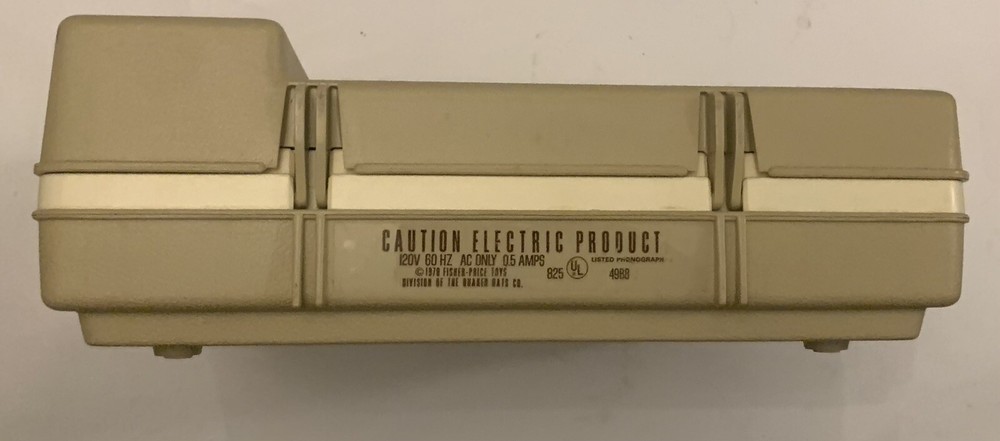 CAUTION ELECTRIC PRODUCT
120V 60 HZ AC ONLY 0.5 AMPS
©1978 FISHER-PRICE TOYS
DIVISION OF THE QUAKER OATS CO.
825 UL LISTED PHONOGRAPH
4988